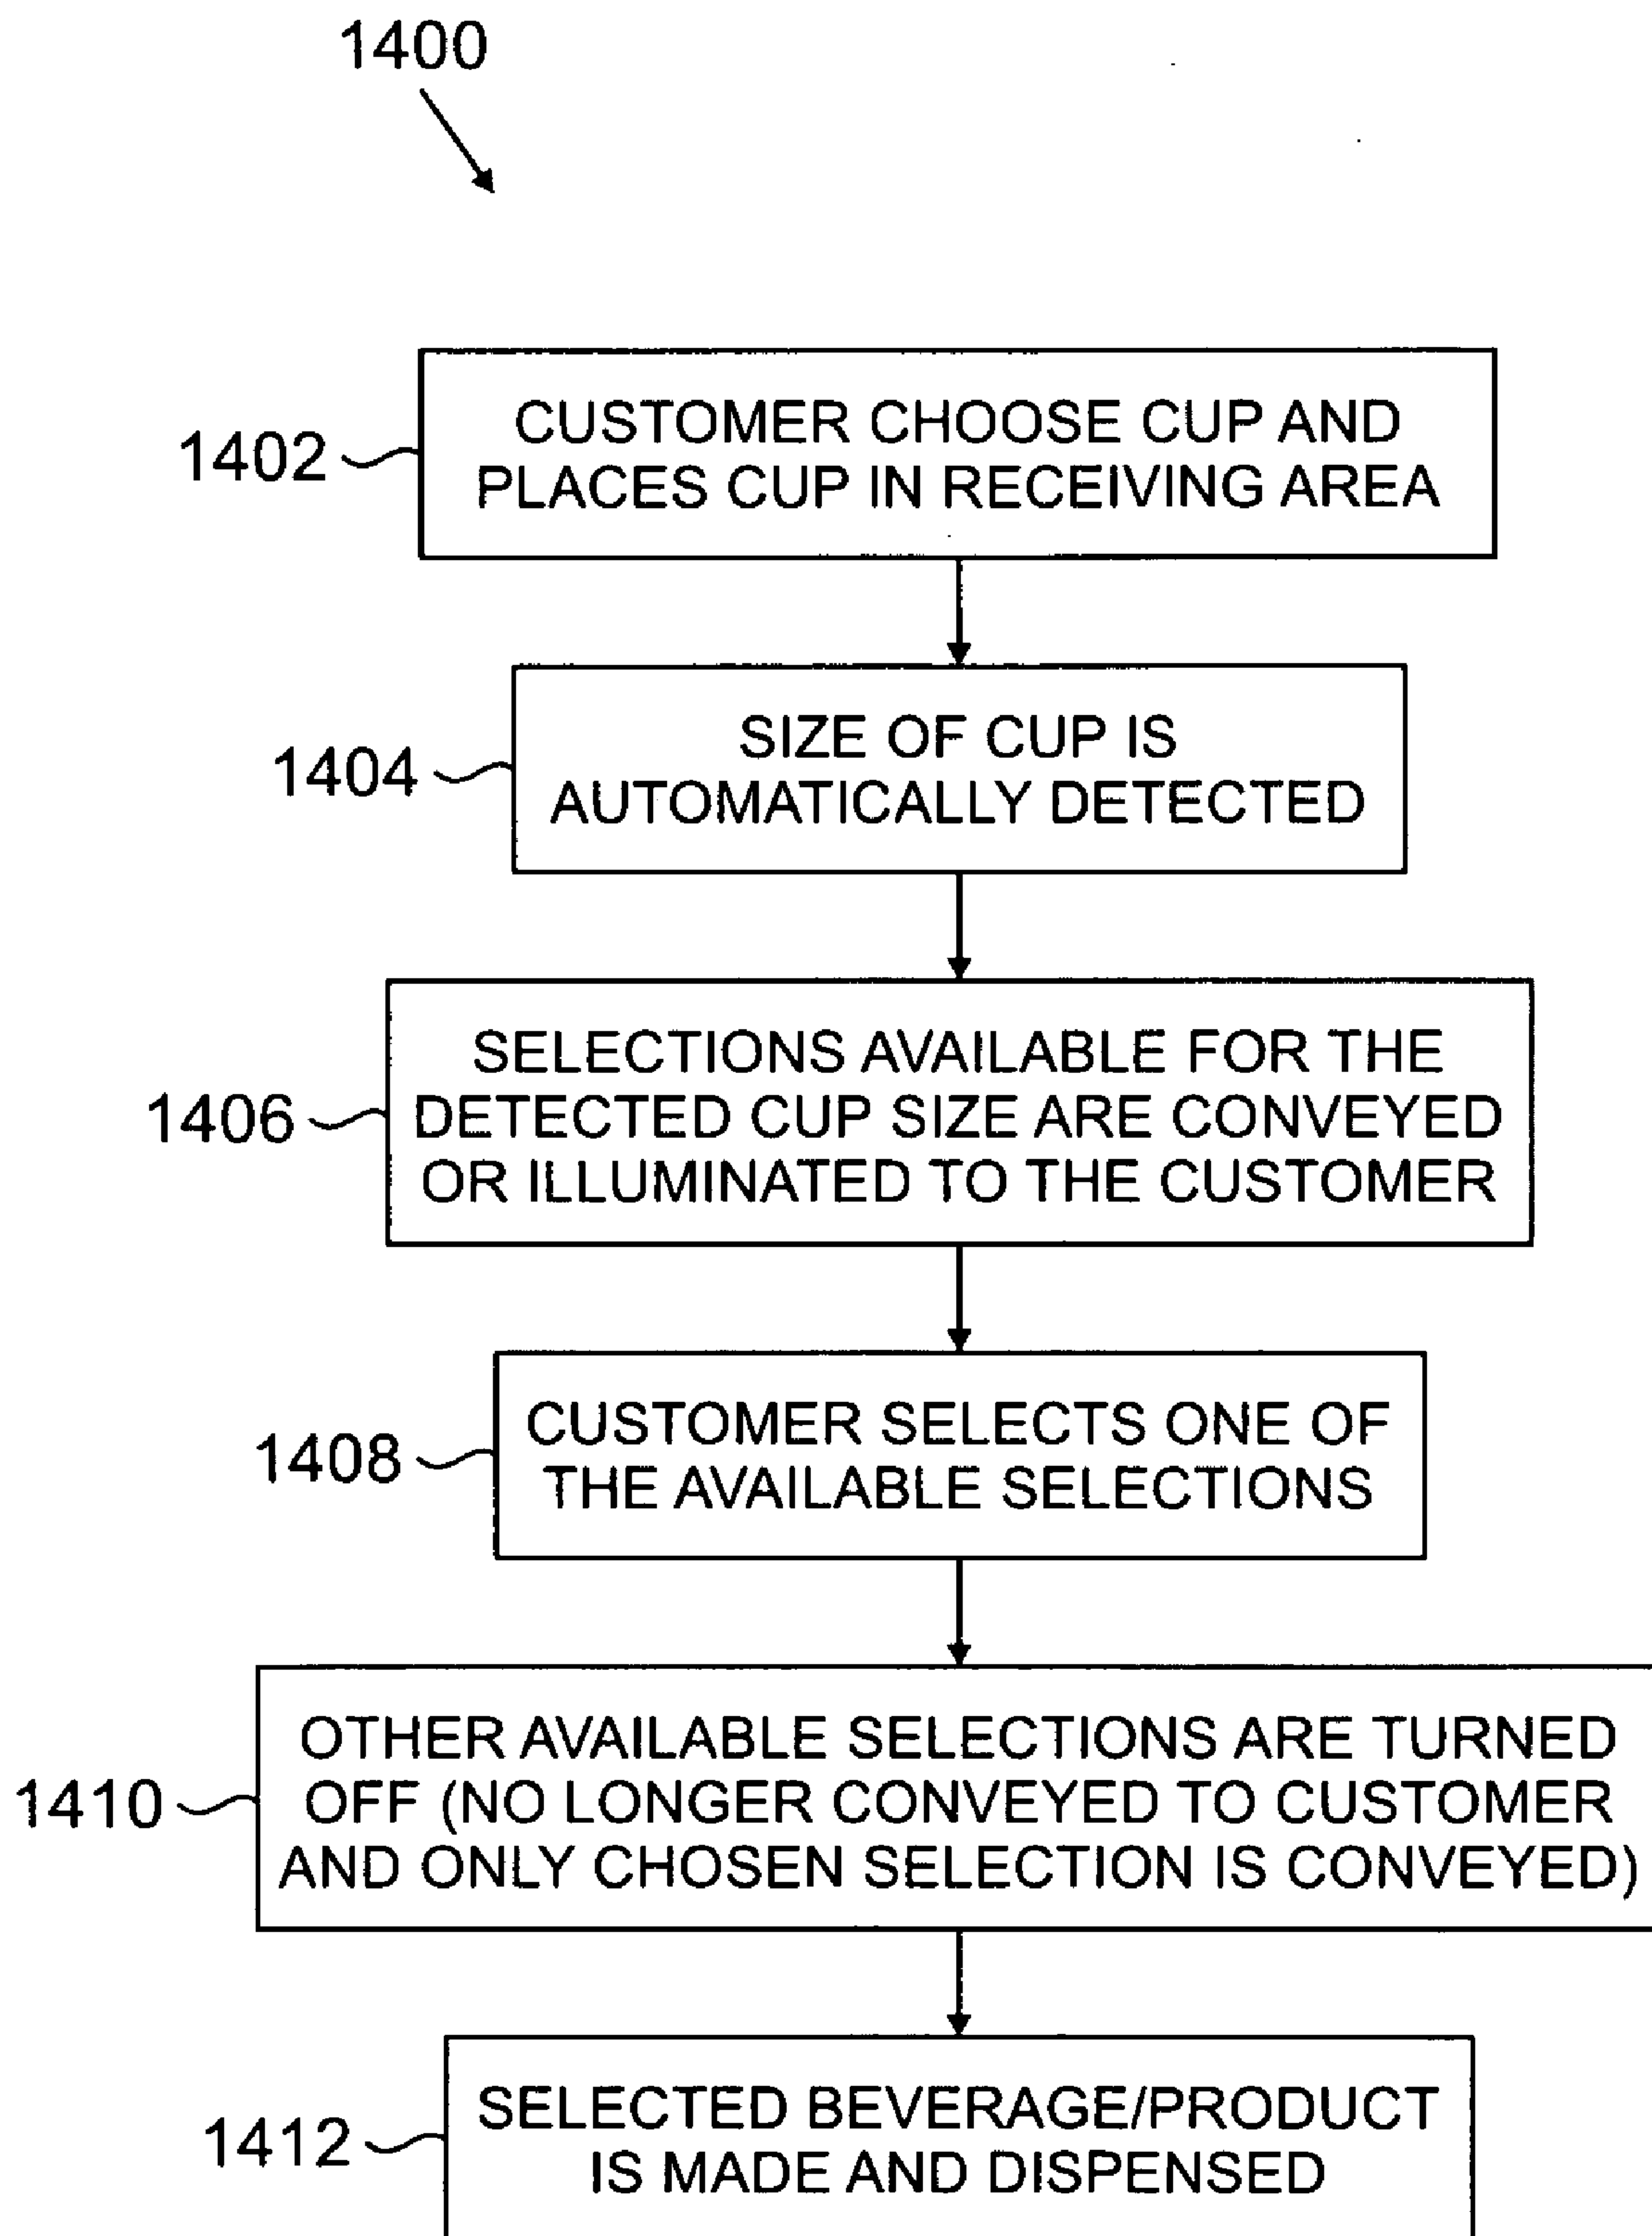 1400
1402
CUSTOMER CHOOSE CUP AND
PLACES CUP IN RECEIVING AREA
1404
SIZE OF CUP IS
AUTOMATICALLY DETECTED
1406
SELECTIONS AVAILABLE FOR THE
DETECTED CUP SIZE ARE CONVEYED
OR ILLUMINATED TO THE CUSTOMER
1408
CUSTOMER SELECTS ONE OF
THE AVAILABLE SELECTIONS
1410
OTHER AVAILABLE SELECTIONS ARE TURNED
OFF (NO LONGER CONVEYED TO CUSTOMER
AND ONLY CHOSEN SELECTION IS CONVEYED)
1412
SELECTED BEVERAGE/PRODUCT
IS MADE AND DISPENSED